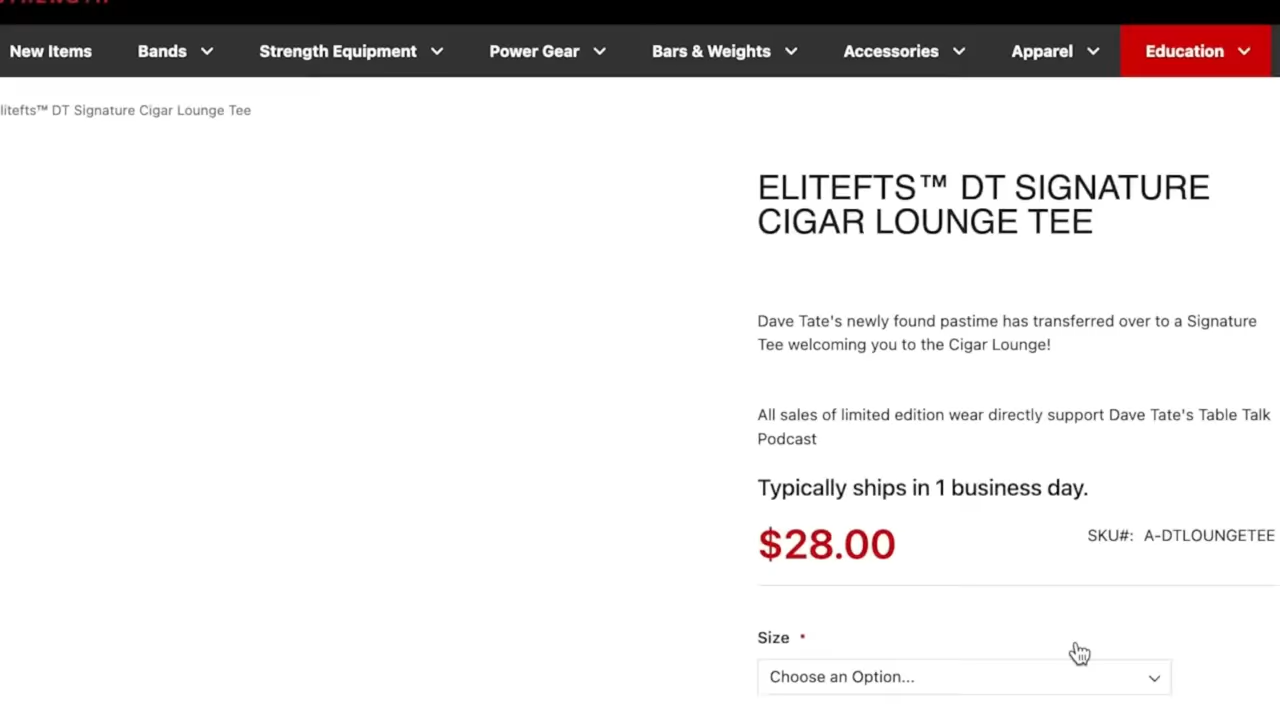 New Items Bands Strength Equipment Power Gear Bars & Weights Accessories Apparel Education
litefts™ DT Signature Cigar Lounge Tee
ELITEFTS™ DT SIGNATURE
CIGAR LOUNGE TEE
Dave Tate's newly found pastime has transferred over to a Signature
Tee welcoming you to the Cigar Lounge!
All sales of limited edition wear directly support Dave Tate's Table Talk
Podcast
Typically ships in 1 business day.
$28.00
SKU#: A-DTLOUNGETEE
Size *
Choose an Option...